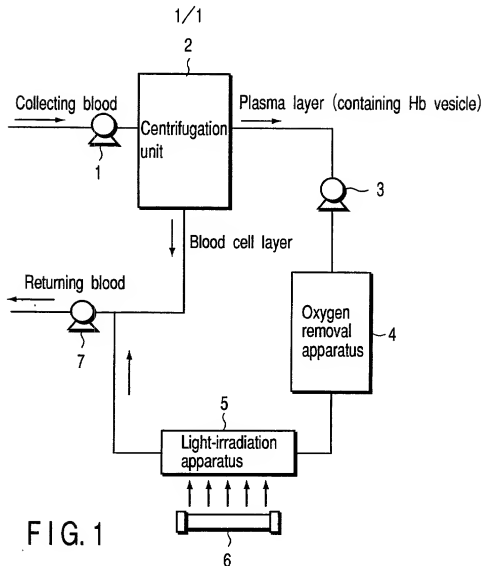 1/1
2
Collecting blood
Plasma layer (containing Hb vesicle)
Centrifugation
unit
1
3
Blood cell layer
Returning blood
Oxygen
removal
apparatus
4
7
5
Light-irradiation
apparatus
6
FIG. 1